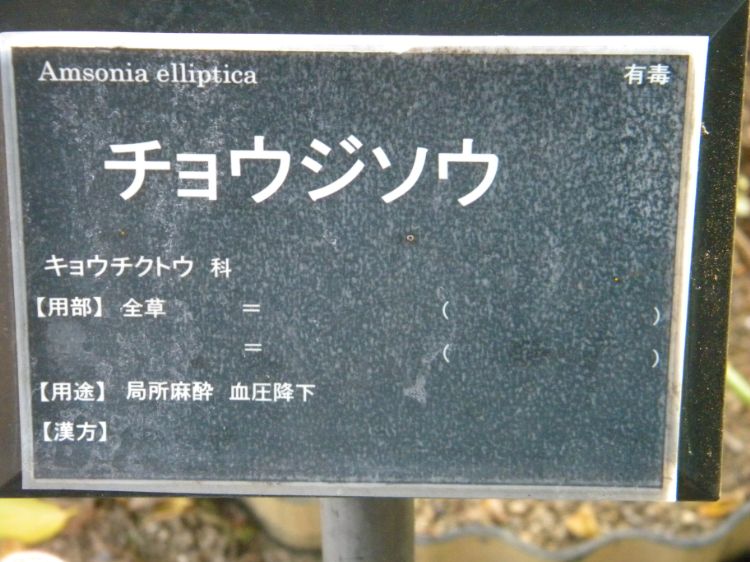 Amsonia elliptica 有毒
チョウジソウ
キョウチクトウ 科
【用部】 全草 = ( )
= ( )
【用途】 局所麻酔 血圧降下
【漢方】